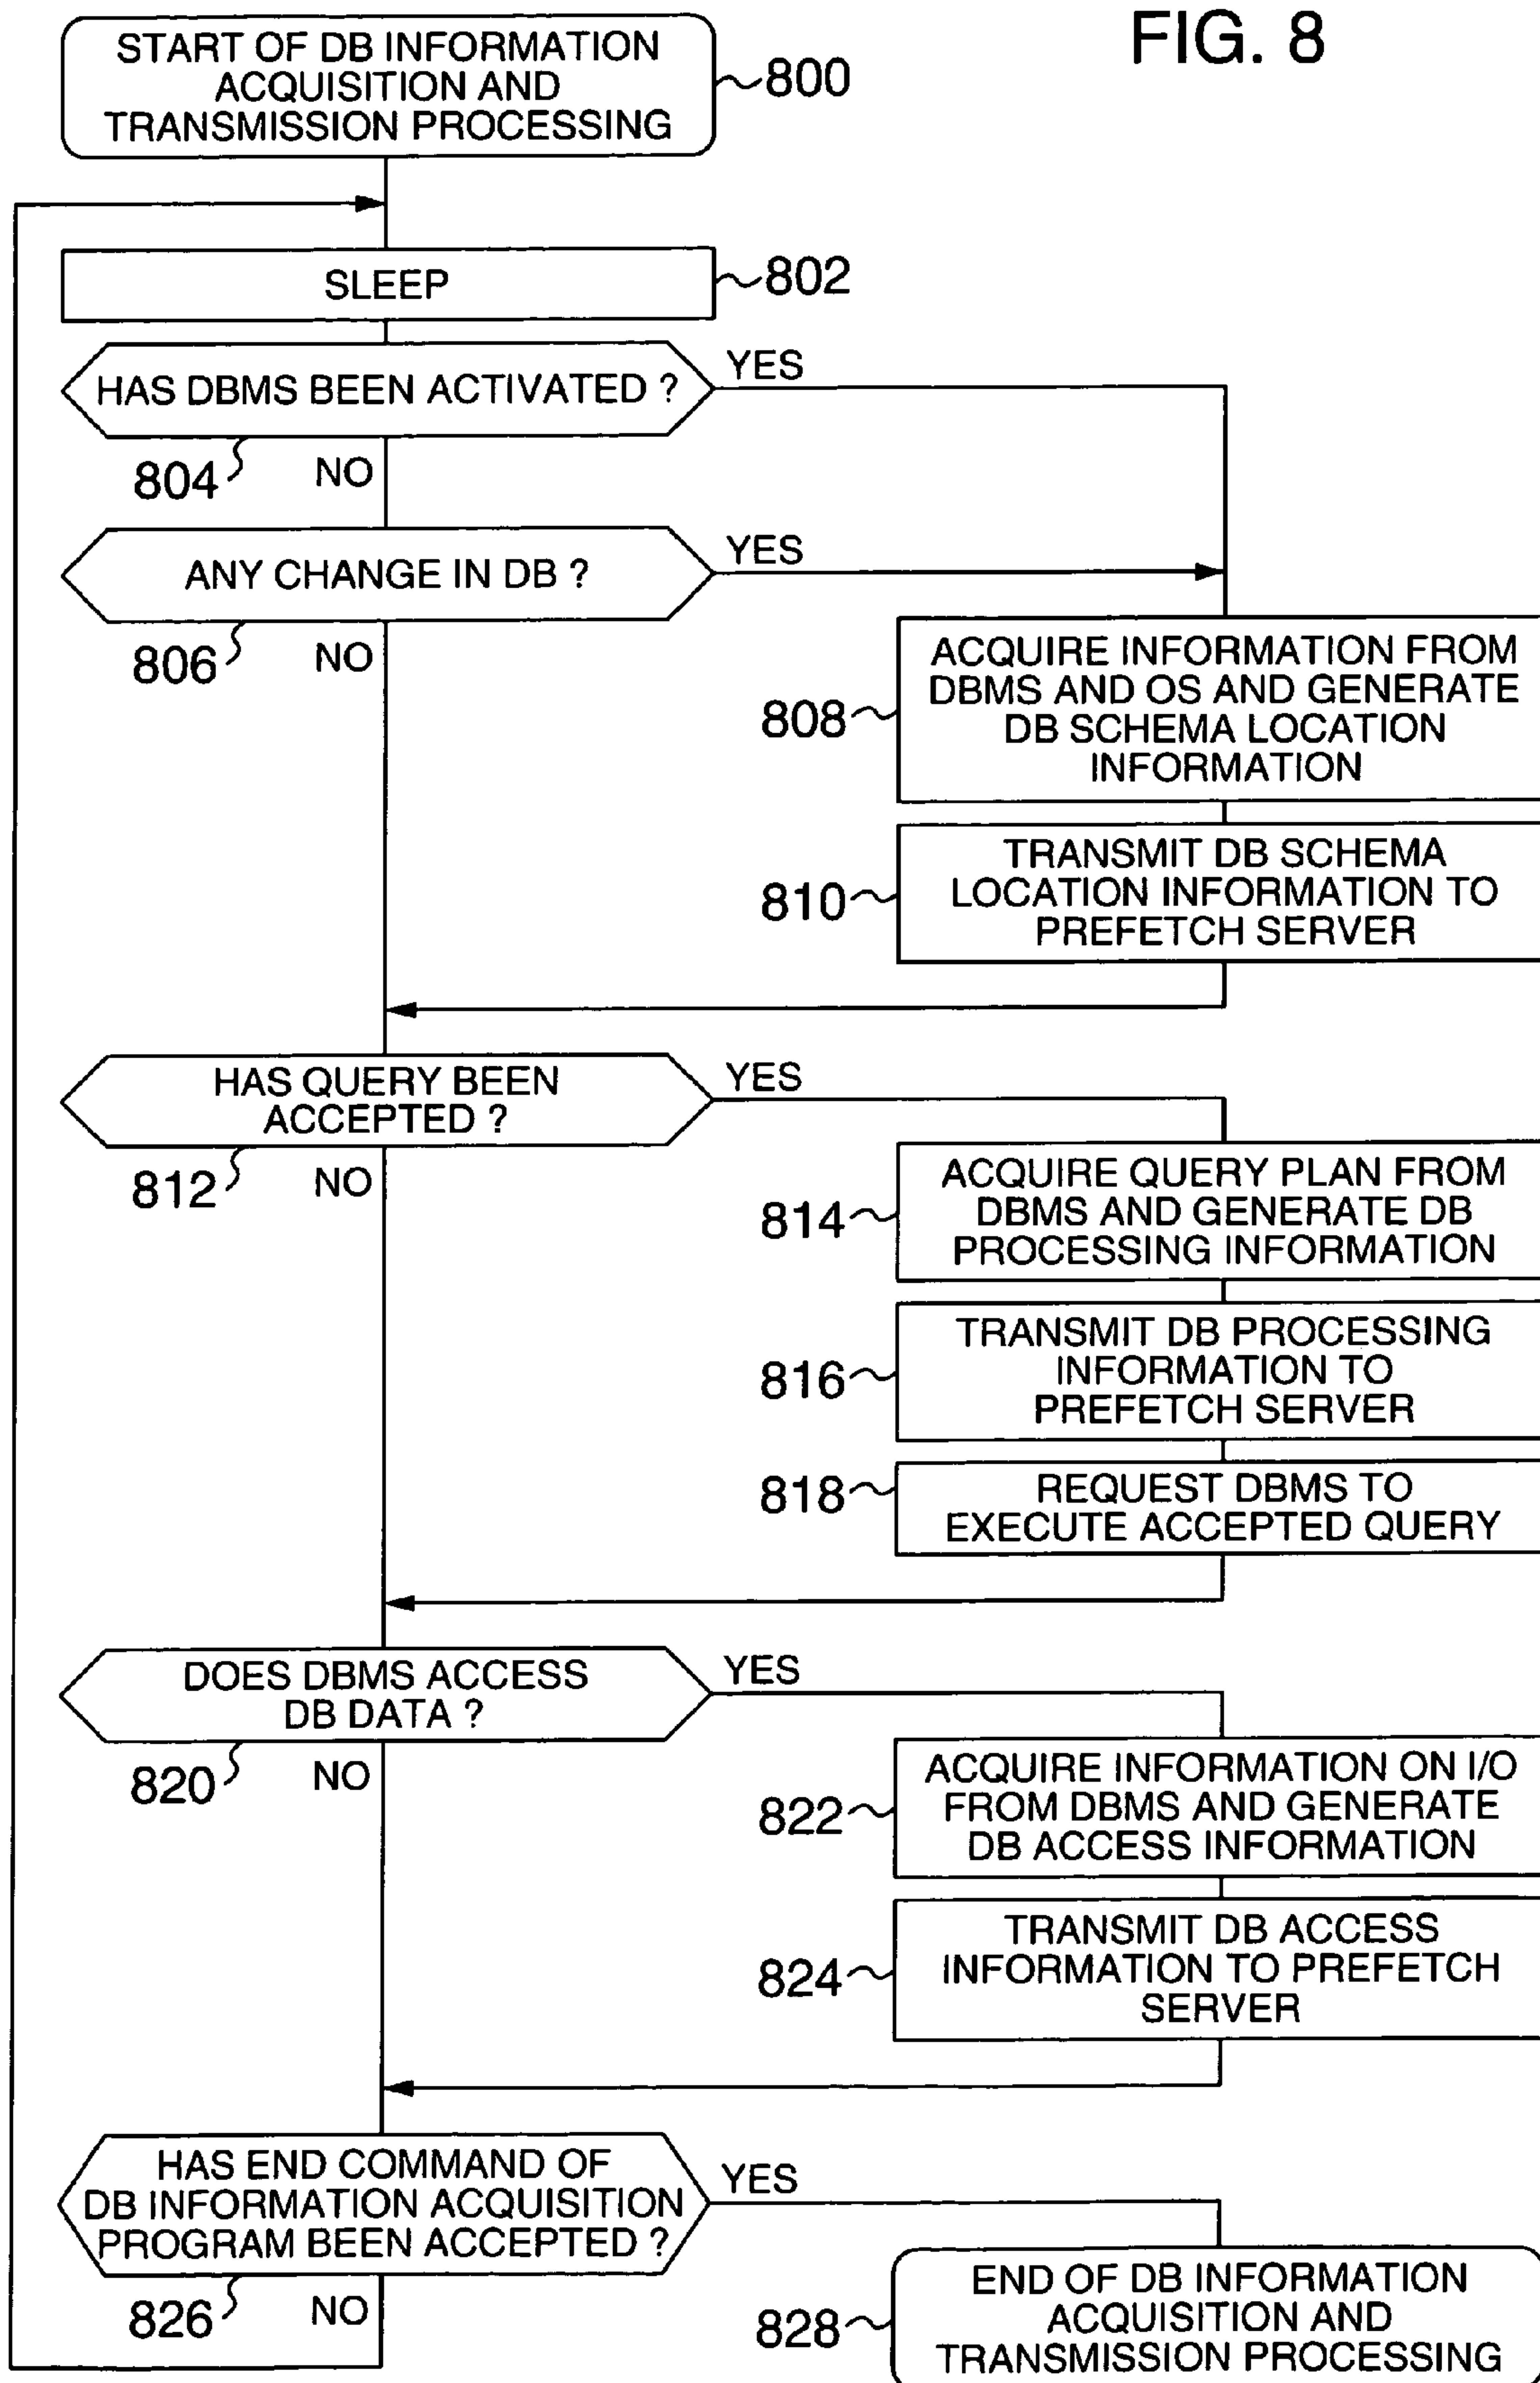 FIG. 8
START OF DB INFORMATION
ACQUISITION AND
TRANSMISSION PROCESSING
800
SLEEP
802
HAS DBMS BEEN ACTIVATED ?
YES
804
NO
ANY CHANGE IN DB ?
YES
806
NO
808
ACQUIRE INFORMATION FROM
DBMS AND OS AND GENERATE
DB SCHEMA LOCATION
INFORMATION
810
TRANSMIT DB SCHEMA
LOCATION INFORMATION TO
PREFETCH SERVER
HAS QUERY BEEN
ACCEPTED ?
YES
812
NO
814
ACQUIRE QUERY PLAN FROM
DBMS AND GENERATE DB
PROCESSING INFORMATION
816
TRANSMIT DB PROCESSING
INFORMATION TO
PREFETCH SERVER
818
REQUEST DBMS TO
EXECUTE ACCEPTED QUERY
DOES DBMS ACCESS
DB DATA ?
YES
820
NO
822
ACQUIRE INFORMATION ON I/O
FROM DBMS AND GENERATE
DB ACCESS INFORMATION
824
TRANSMIT DB ACCESS
INFORMATION TO PREFETCH
SERVER
HAS END COMMAND OF
DB INFORMATION ACQUISITION
PROGRAM BEEN ACCEPTED ?
YES
826
NO
828
END OF DB INFORMATION
ACQUISITION AND
TRANSMISSION PROCESSING